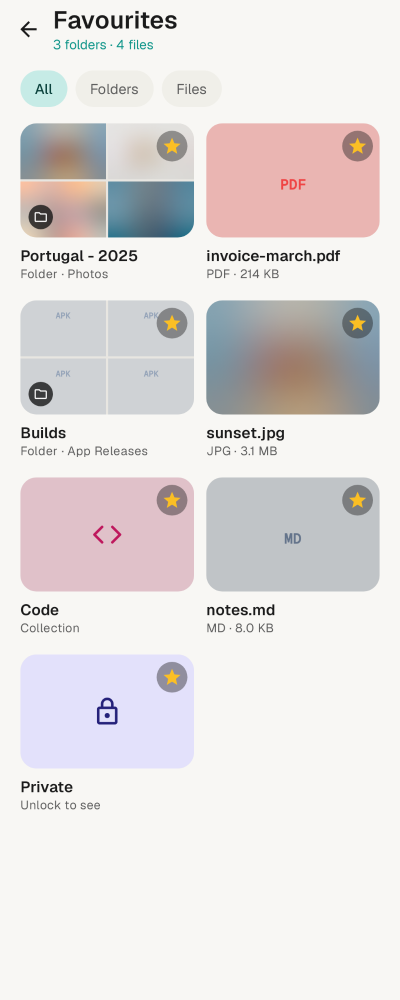 Favourites
3 folders · 4 files
All
Folders
Files
PDF
Portugal - 2025
Folder · Photos
invoice-march.pdf
PDF · 214 KB
APK
APK
APK
APK
Builds
Folder · App Releases
sunset.jpg
JPG · 3.1 MB
MD
Code
Collection
notes.md
MD · 8.0 KB
Private
Unlock to see